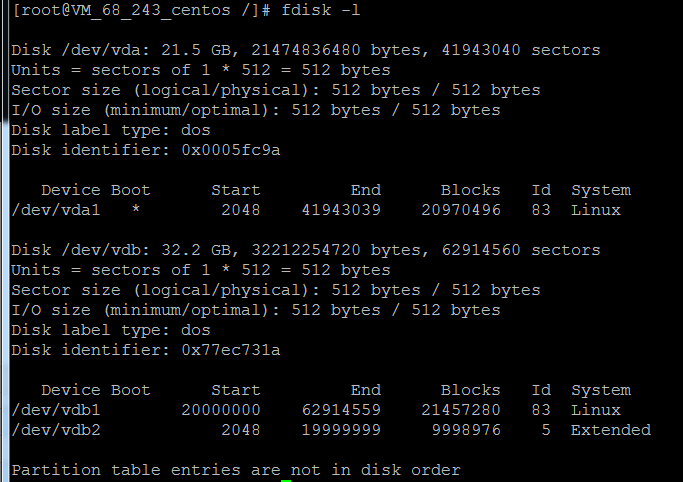 [root@VM_68_243_centos /]# fdisk -l
Disk /dev/vda: 21.5 GB, 21474836480 bytes, 41943040 sectors
Units = sectors of 1 * 512 = 512 bytes
Sector size (logical/physical): 512 bytes / 512 bytes
I/O size (minimum/optimal): 512 bytes / 512 bytes
Disk label type: dos
Disk identifier: 0x0005fc9a
   Device Boot      Start         End      Blocks   Id  System
/dev/vda1   *        2048    41943039    20970496   83  Linux
Disk /dev/vdb: 32.2 GB, 32212254720 bytes, 62914560 sectors
Units = sectors of 1 * 512 = 512 bytes
Sector size (logical/physical): 512 bytes / 512 bytes
I/O size (minimum/optimal): 512 bytes / 512 bytes
Disk label type: dos
Disk identifier: 0x77ec731a
   Device Boot      Start         End      Blocks   Id  System
/dev/vdb1        20000000    62914559    21457280   83  Linux
/dev/vdb2            2048    19999999     9998976    5  Extended
Partition table entries are not in disk order